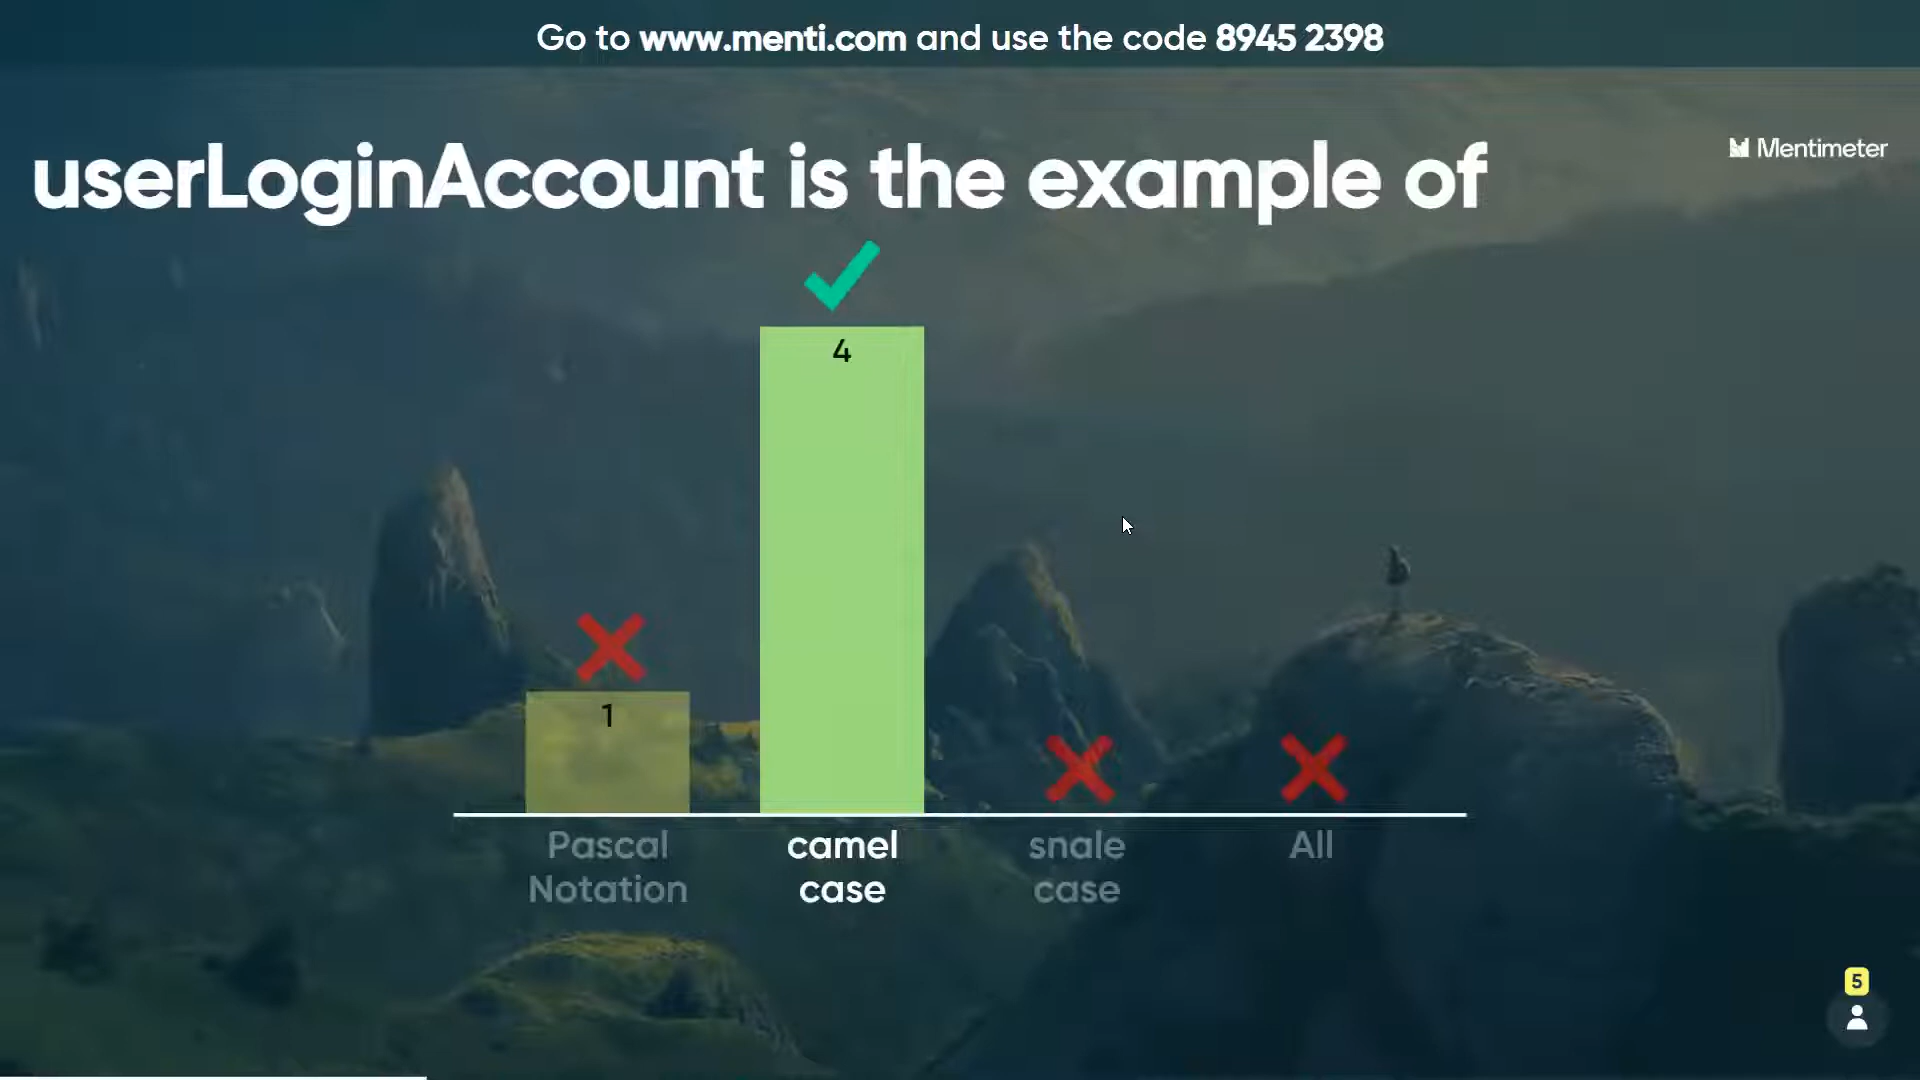 Go to www.menti.com and use the code 8945 2398
userLoginAccount is the example of
Mentimeter
4
1
Pascal Notation
camel case
snale case
All
5